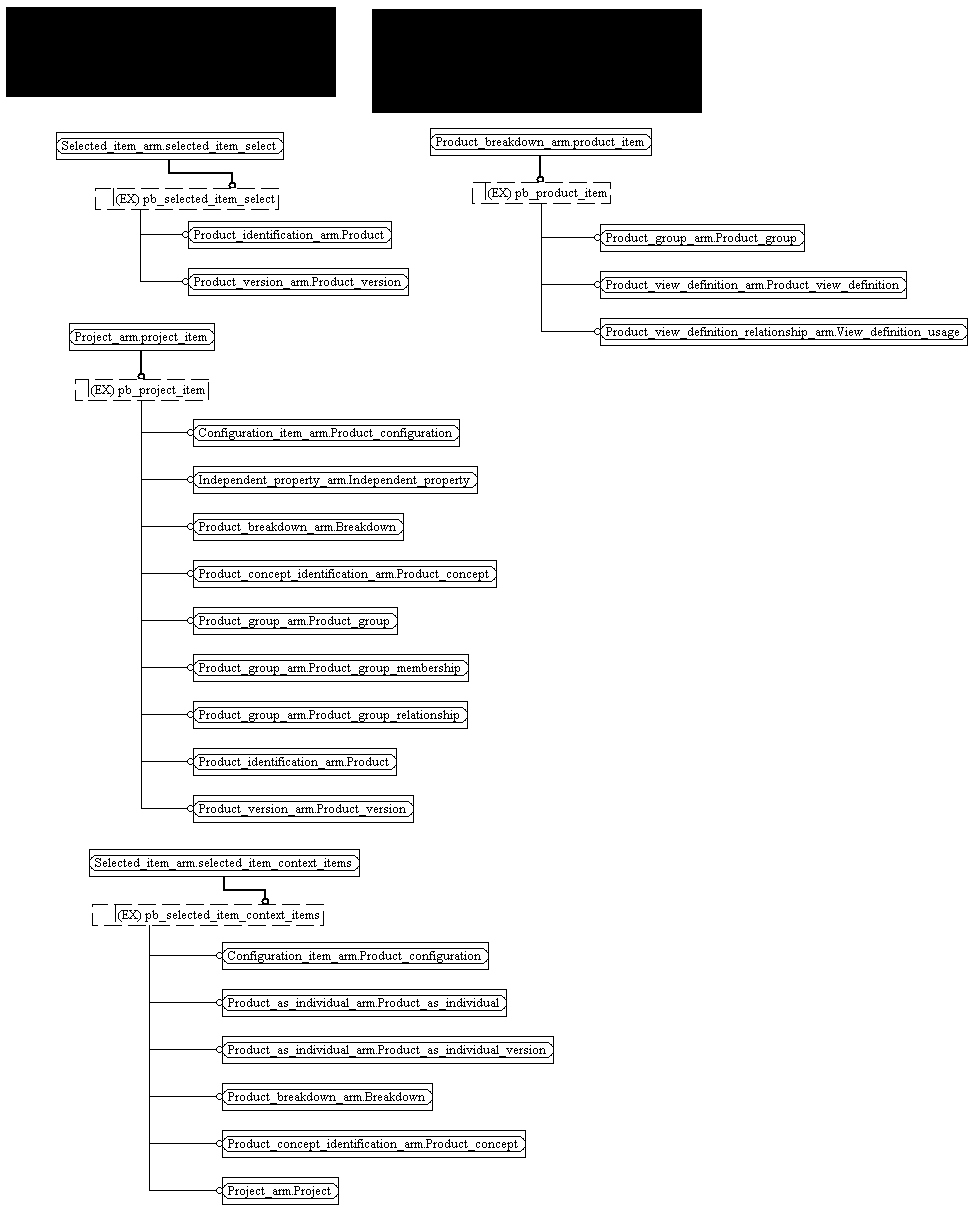 Selected_item_arm.selected_item_select
(EX) pb_selected_item_select
Product_identification_arm.Product
Product_version_arm.Product_version
Product_breakdown_arm.product_item
(EX) pb_product_item
Product_group_arm.Product_group
Product_view_definition_arm.Product_view_definition
Product_view_definition_relationship_arm.View_definition_usage
Project_arm.project_item
(EX) pb_project_item
Configuration_item_arm.Product_configuration
Independent_property_arm.Independent_property
Product_breakdown_arm.Breakdown
Product_concept_identification_arm.Product_concept
Product_group_arm.Product_group
Product_group_arm.Product_group_membership
Product_group_arm.Product_group_relationship
Product_identification_arm.Product
Product_version_arm.Product_version
Selected_item_arm.selected_item_context_items
(EX) pb_selected_item_context_items
Configuration_item_arm.Product_configuration
Product_as_individual_arm.Product_as_individual
Product_as_individual_arm.Product_as_individual_version
Product_breakdown_arm.Breakdown
Product_concept_identification_arm.Product_concept
Project_arm.Project